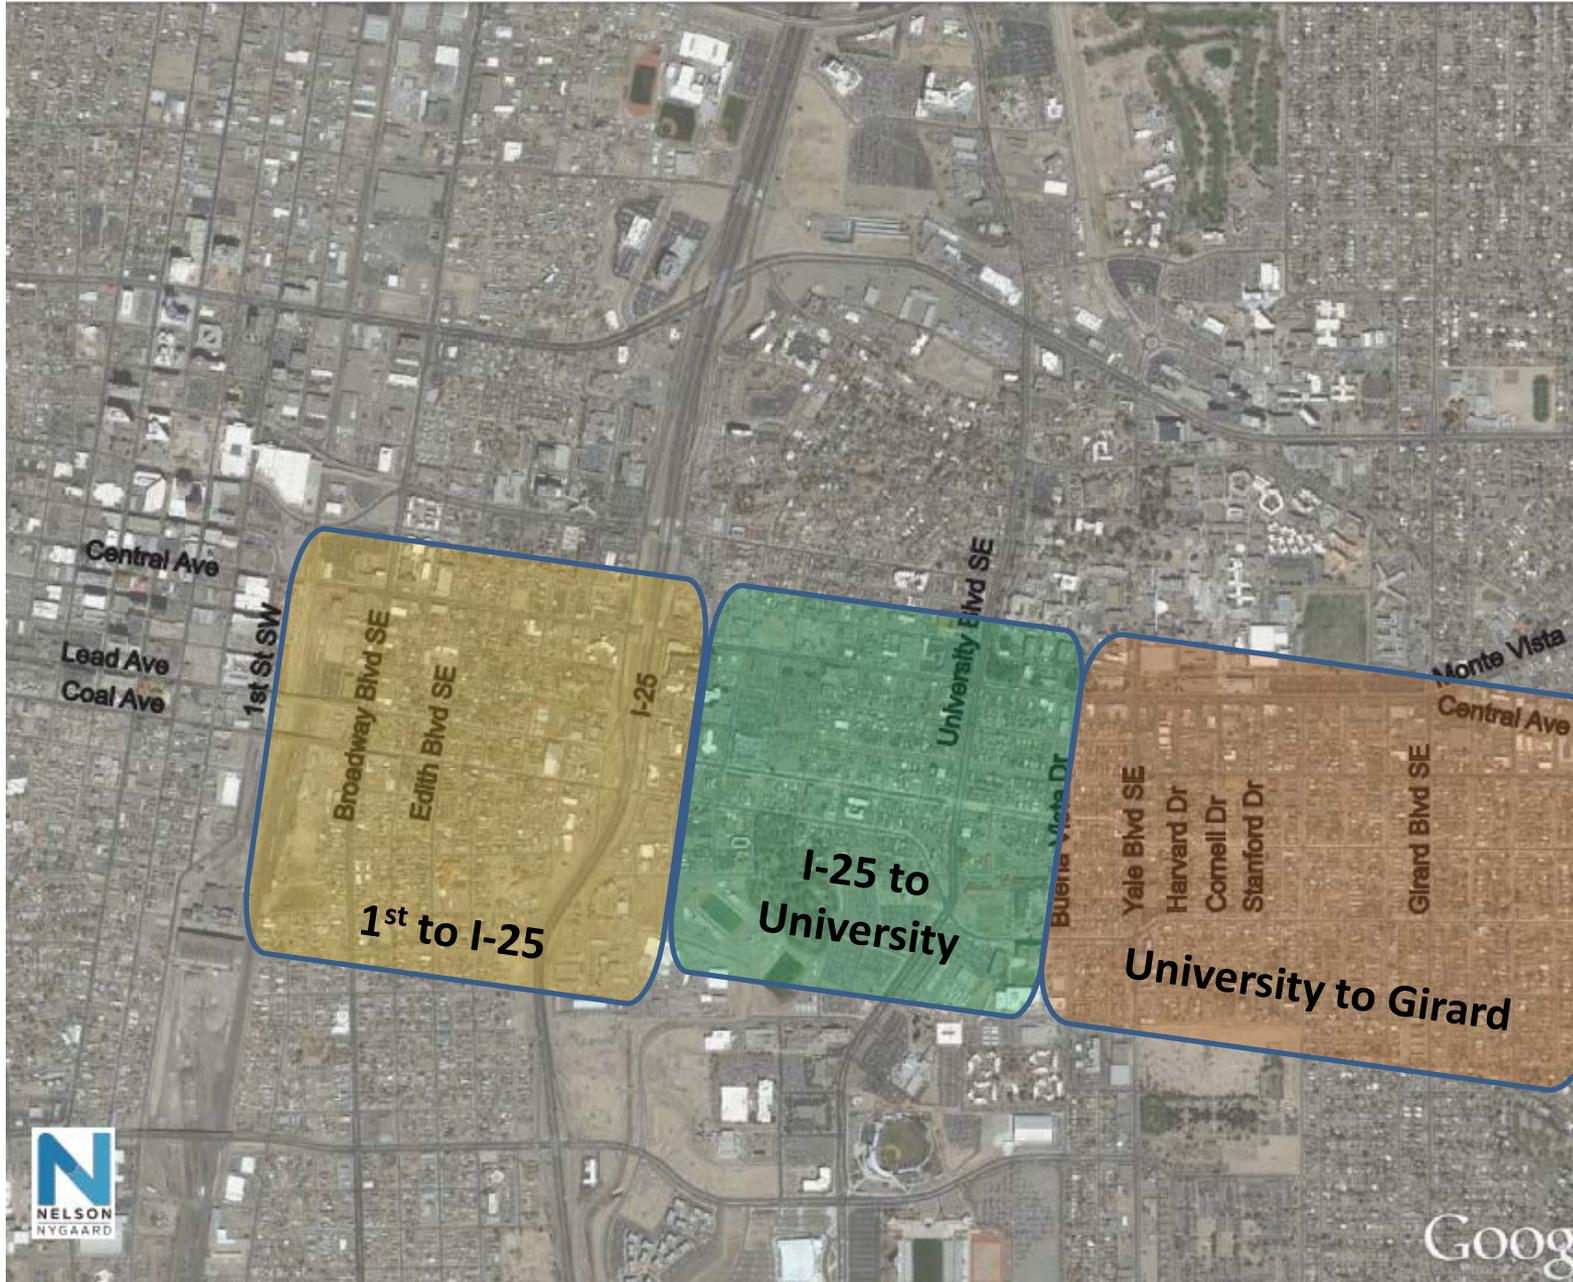 Central Ave
Lead Ave
Coal Ave
1st St SW
Broadway Blvd SE
Edith Blvd SE
I-25
1st to I-25
University Blvd SE
I-25 to
University
Buena Vista Dr
Yale Blvd SE
Harvard Dr
Cornell Dr
Stanford Dr
Girard Blvd SE
Monte Vista
Central Ave
University to Girard
NELSON
NYGAARD
Goog